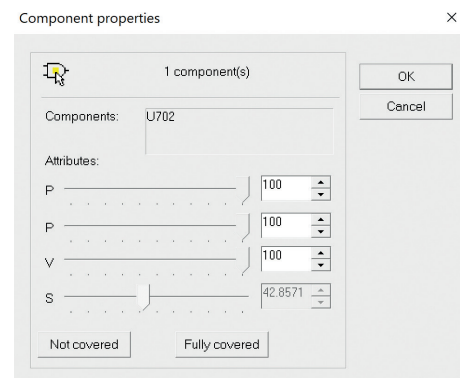 Component properties
1 component(s)
OK
Cancel
Components:
U702
Attributes:
P 100
P 100
V 100
S 42.8571
Not covered Fully covered